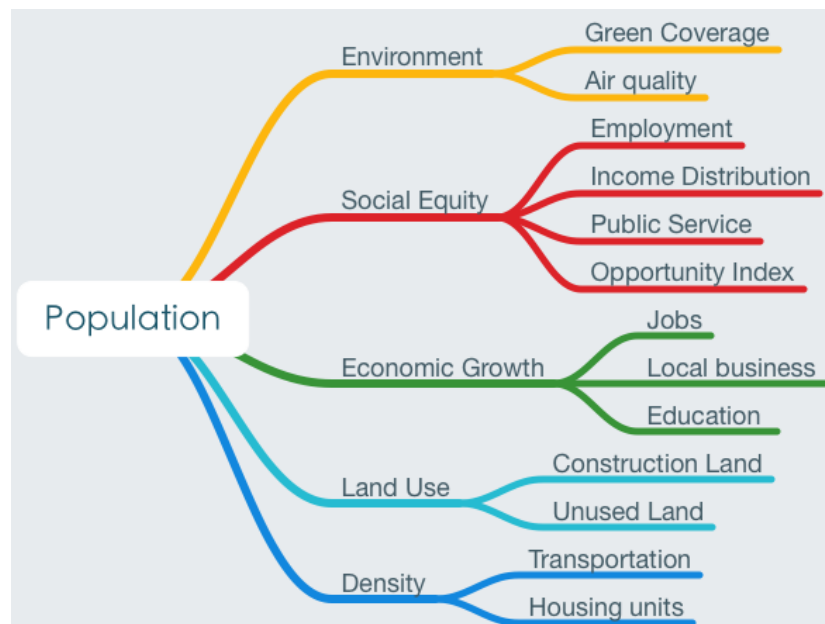 Population
Environment
Green Coverage
Air quality
Social Equity
Employment
Income Distribution
Public Service
Opportunity Index
Economic Growth
Jobs
Local business
Education
Land Use
Construction Land
Unused Land
Density
Transportation
Housing units